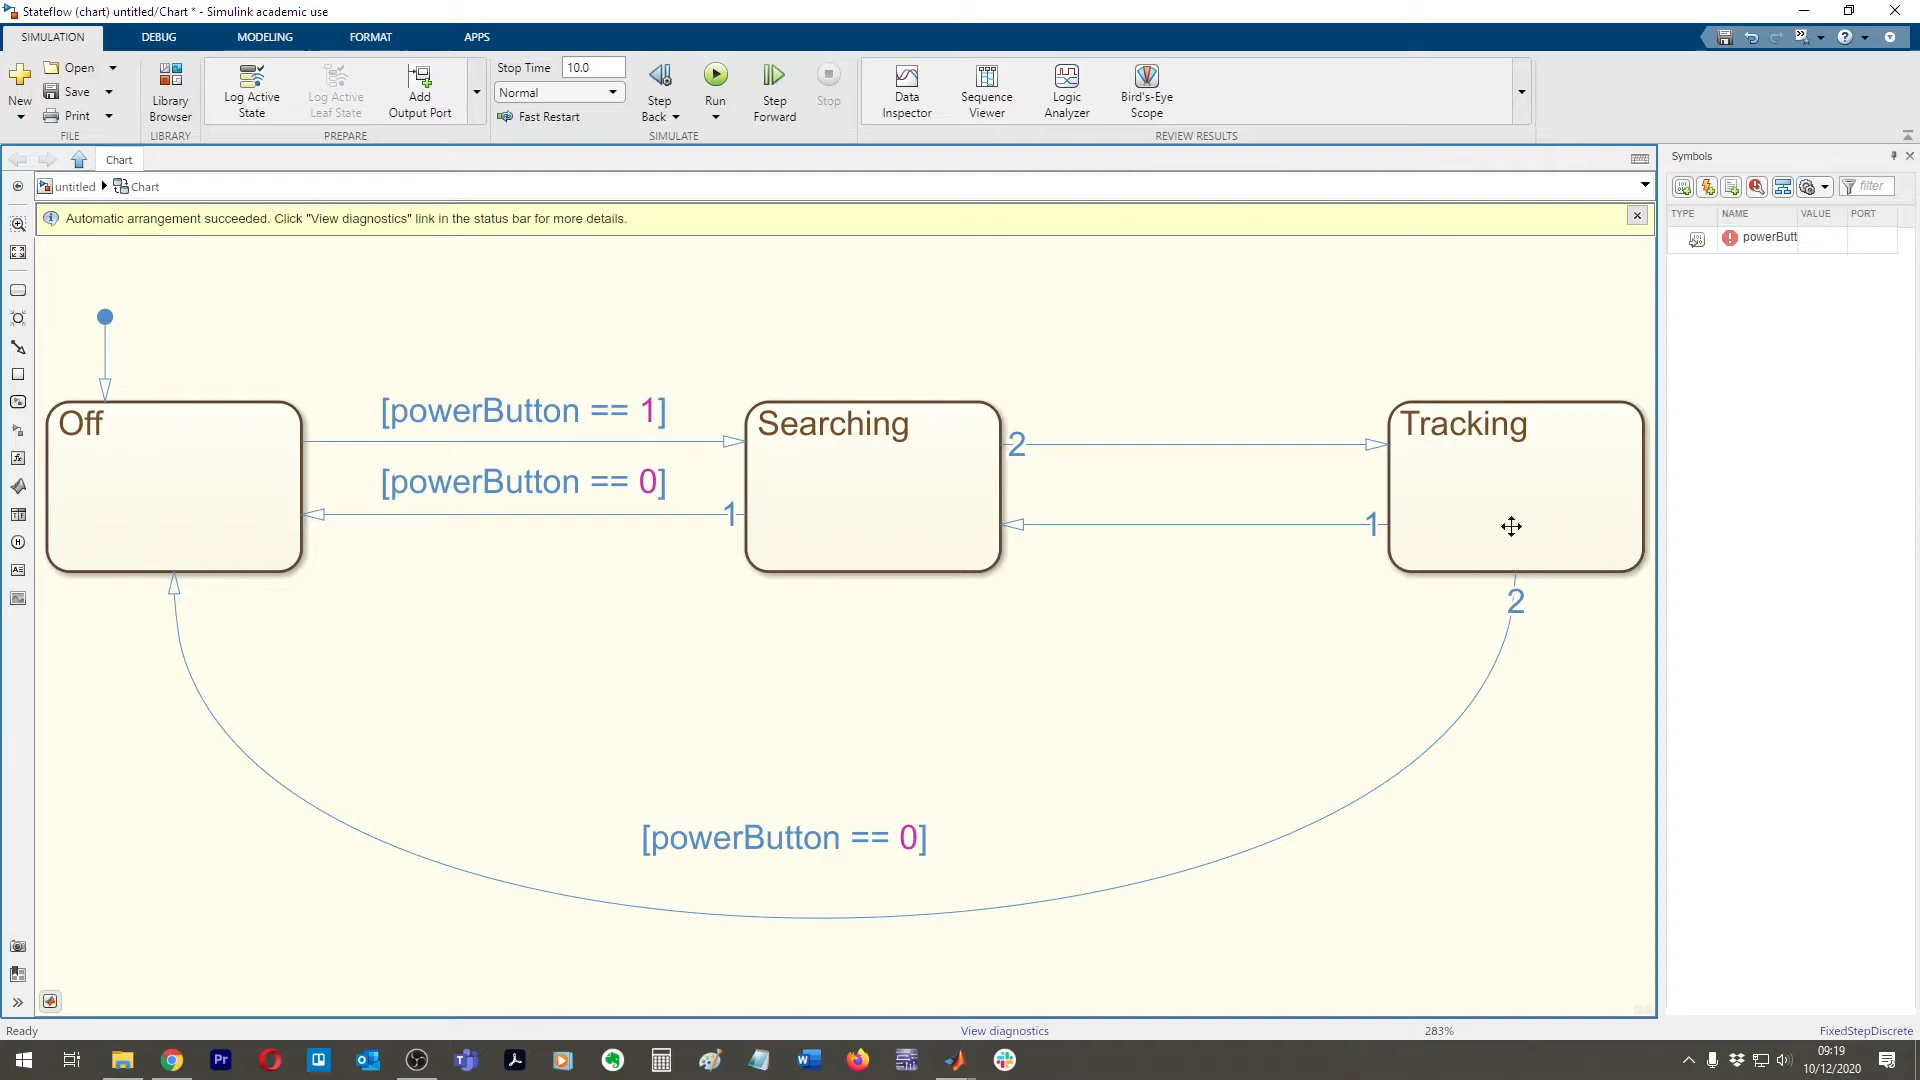 Stateflow (chart) untitled/Chart * - Simulink academic use
SIMULATION DEBUG MODELING FORMAT APPS
New
Open
Save
Print
FILE
Library Browser
LIBRARY
Log Active State
Log Active Leaf State
Add Output Port
PREPARE
Stop Time 10.0
Normal
Fast Restart
Step Back
Run
Step Forward
Stop
SIMULATE
Data Inspector
Sequence Viewer
Logic Analyzer
Bird's-Eye Scope
REVIEW RESULTS
Chart
untitled Chart
Automatic arrangement succeeded. Click "View diagnostics" link in the status bar for more details.
Symbols
filter
TYPE NAME VALUE PORT
powerButt
Off
[powerButton == 1]
[powerButton == 0]
1
Searching
2
1
Tracking
2
[powerButton == 0]
Ready
View diagnostics
283%
FixedStepDiscrete
09:19
10/12/2020